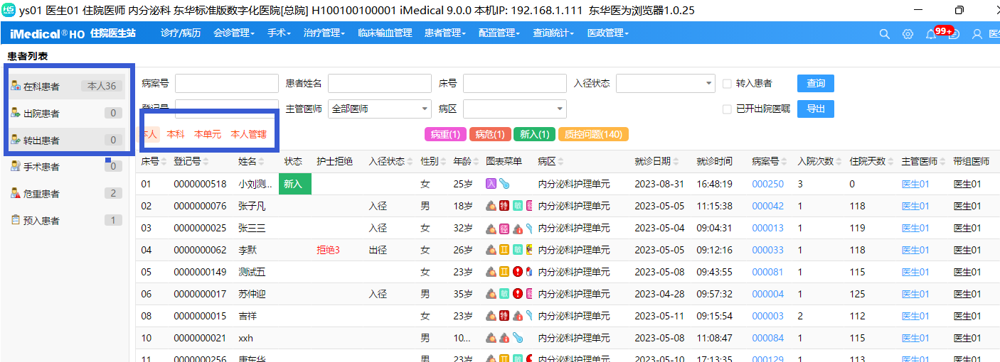 ys01 医生01 住院医师 内分泌科 东华标准版数字化医院[总院] H100100100001 iMedical 9.0.0 本机IP: 192.168.1.111 东华医为浏览器1.0.25
iMedical®HO 住院医生站 诊疗/病历 会诊管理 手术 治疗管理 临床输血管理 患者管理 配置管理 查询统计 医政管理 99+ 医生
患者列表
在科患者 本人36
出院患者 0
转出患者 0
手术患者 0
危重患者 2
预入患者 1
病案号 患者姓名 床号 入径状态 转入患者 查询
登记号 主管医师 全部医师 病区 已开出院医嘱 导出
本人 本科 本单元 本人管辖 病重(1) 病危(1) 新入(1) 质控问题(140)
床号 登记号 姓名 状态 护士拒绝 入径状态 性别 年龄 图表菜单 病区 就诊日期 就诊时间 病案号 入院次数 住院天数 主管医师 带组医师
01 0000000518 小刘测... 新入 女 25岁 入 内分泌科护理单元 2023-08-31 16:48:19 000250 3 0 医生01 医生01
02 0000000076 张子凡 入径 男 18岁 特 敏 径 内分泌科护理单元 2023-05-05 11:15:38 000042 1 118 医生01 医生01
03 0000000025 张三三 入径 女 32岁 径 内分泌科护理单元 2023-05-04 09:04:31 000013 1 119 医生01 医生01
04 0000000062 李默 拒绝3 出径 女 26岁 敏 内分泌科护理单元 2023-05-05 09:12:16 000033 1 118 医生01 医生01
05 0000000149 测试五 女 23岁 内分泌科护理单元 2023-05-08 09:43:55 000081 1 115 医生01 医生01
06 0000000017 苏仲迎 入径 男 35岁 敏 径 内分泌科护理单元 2023-04-28 09:57:32 000004 1 125 医生01 医生01
08 0000000015 吉祥 女 23岁 特 内分泌科护理单元 2023-05-11 09:15:54 000003 2 112 医生01 医生01
10 0000000021 xxh 男 10... 内分泌科护理单元 2023-05-08 11:08:47 000084 1 115 医生01 医生01
11 0000000256 唐东华 男 23岁 敏 内分泌科护理单元 2023-05-10 17:13:35 000129 1 113 医生01 医生01